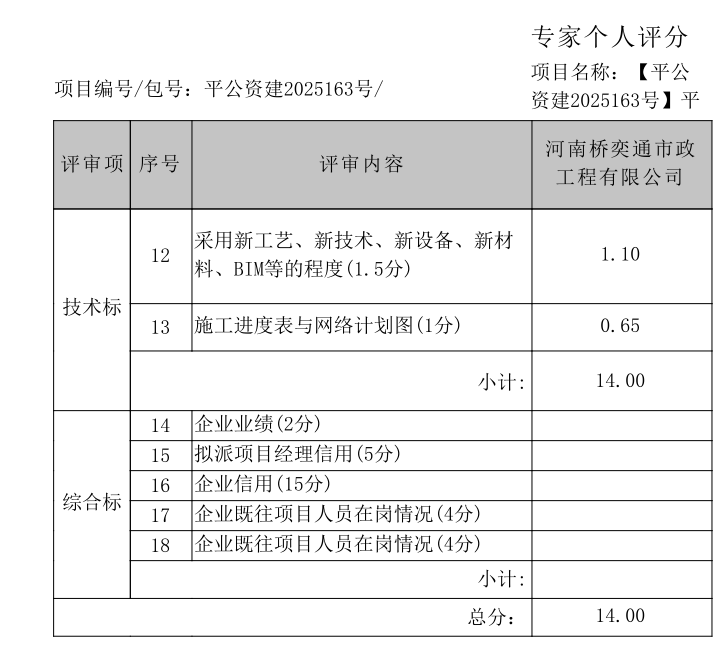 专家个人评分
项目编号/包号：平公资建2025163号/
项目名称：【平公
资建2025163号】平
评审项 序号 评审内容 河南桥奕通市政
工程有限公司
技术标
12 采用新工艺、新技术、新设备、新材
料、BIM等的程度(1.5分) 1.10
13 施工进度表与网络计划图(1分) 0.65
小计: 14.00
综合标
14 企业业绩(2分)
15 拟派项目经理信用(5分)
16 企业信用(15分)
17 企业既往项目人员在岗情况(4分)
18 企业既往项目人员在岗情况(4分)
小计:
总分： 14.00